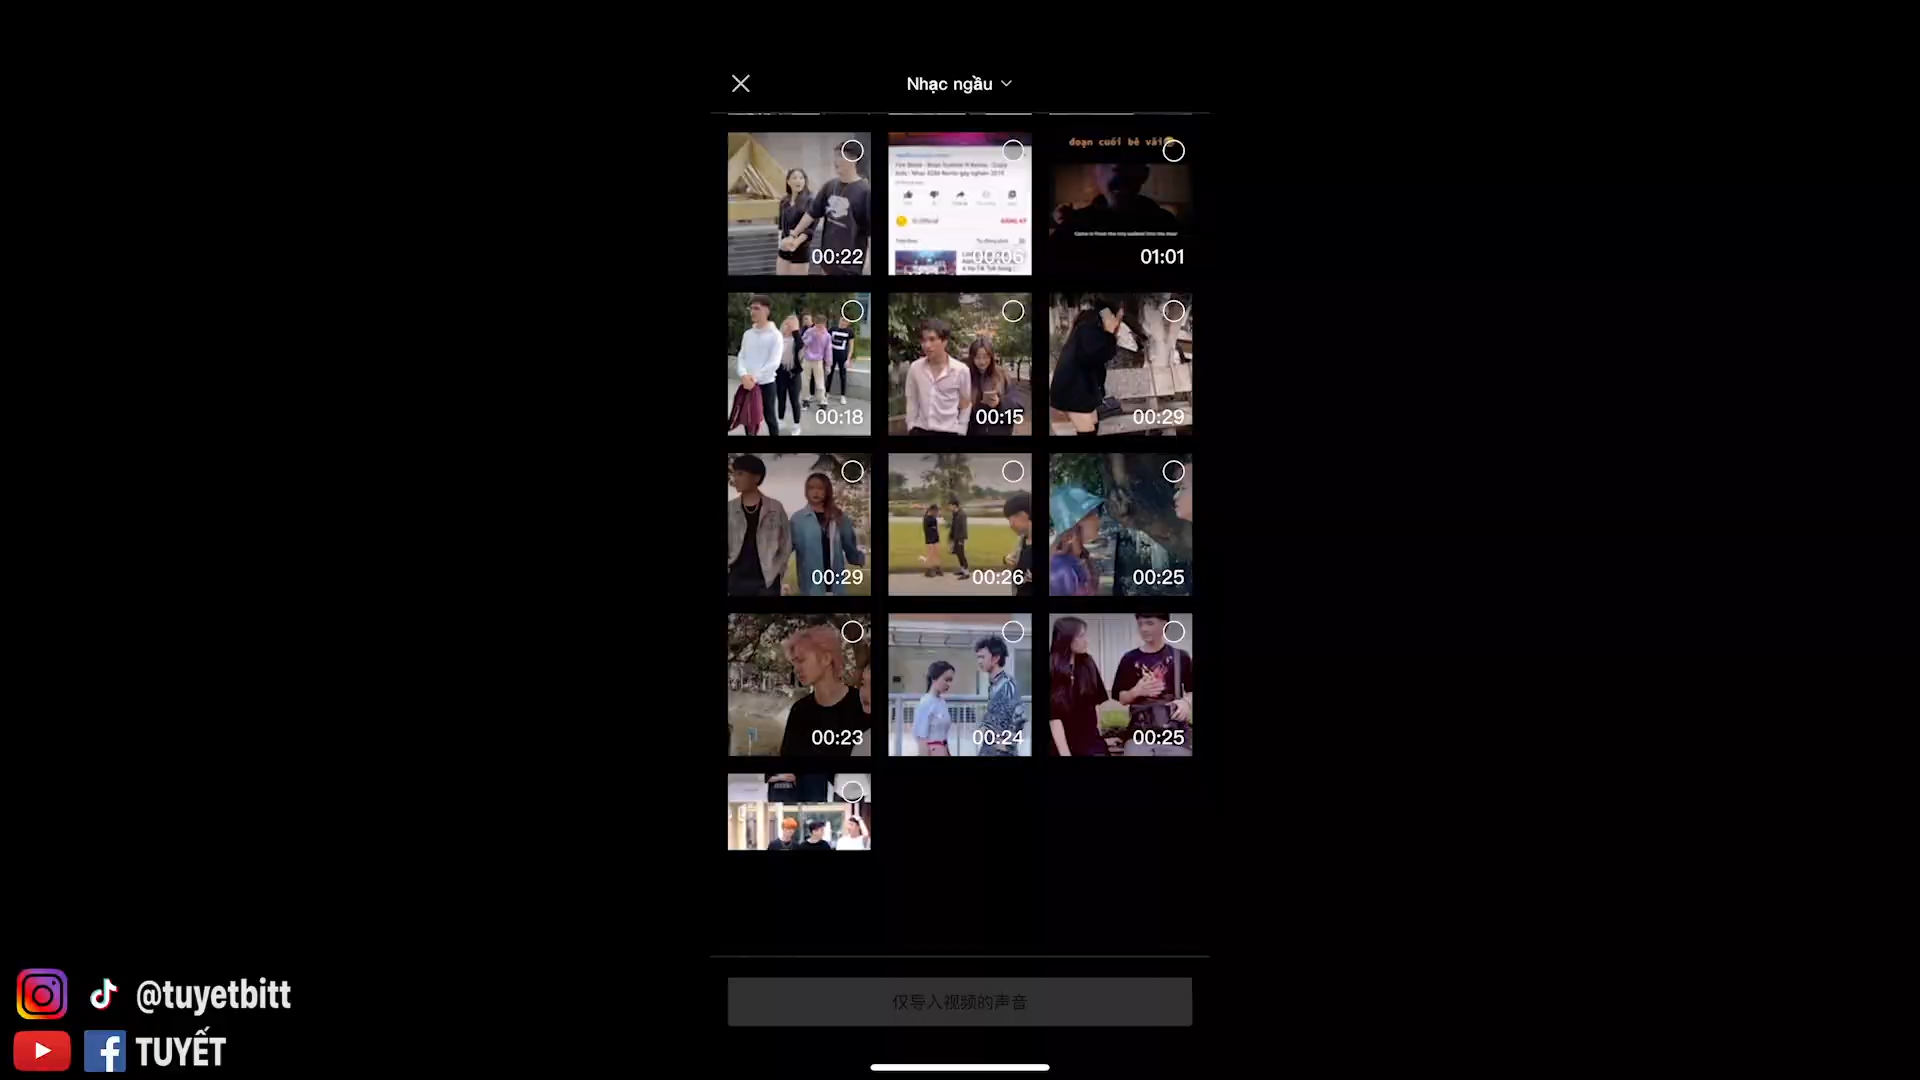 Nhạc ngầu
đoạn cuối bê vãi
00:22
00:06
01:01
00:18
00:15
00:29
00:29
00:26
00:25
00:23
00:24
00:25
仅导入视频的声音
@tuyetbitt
TUYẾT